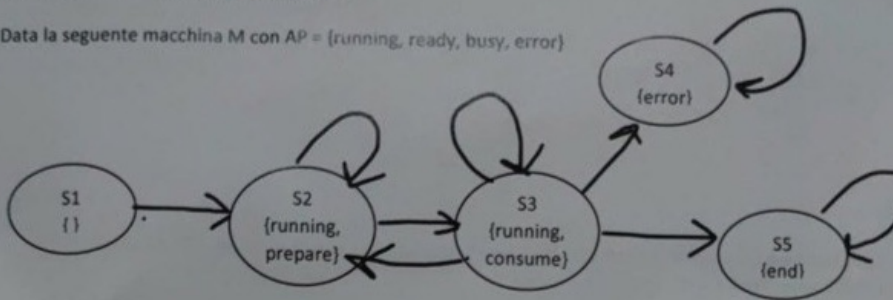 Data la seguente macchina M con AP = {running, ready, busy, error}
S4
{error}
S1
{ }
S2
{running,
prepare}
S3
{running,
consume}
S5
{end}